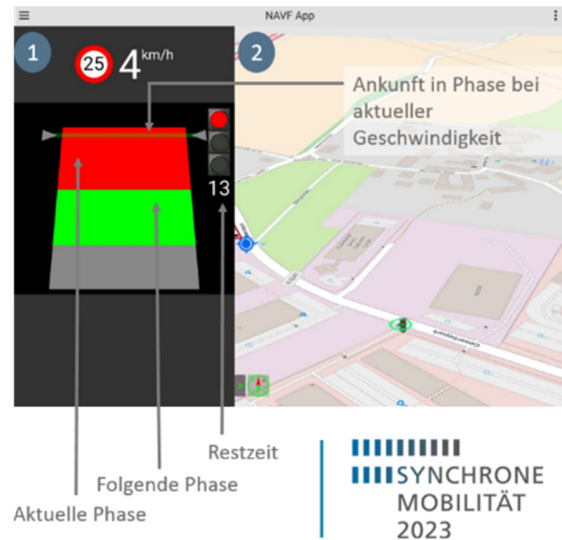 NAVF App
1
25
4 km/h
2
Ankunft in Phase bei
aktueller
Geschwindigkeit
13
Gewerbepark
Restzeit
Folgende Phase
Aktuelle Phase
SYNCHRONE
MOBILITÄT
2023